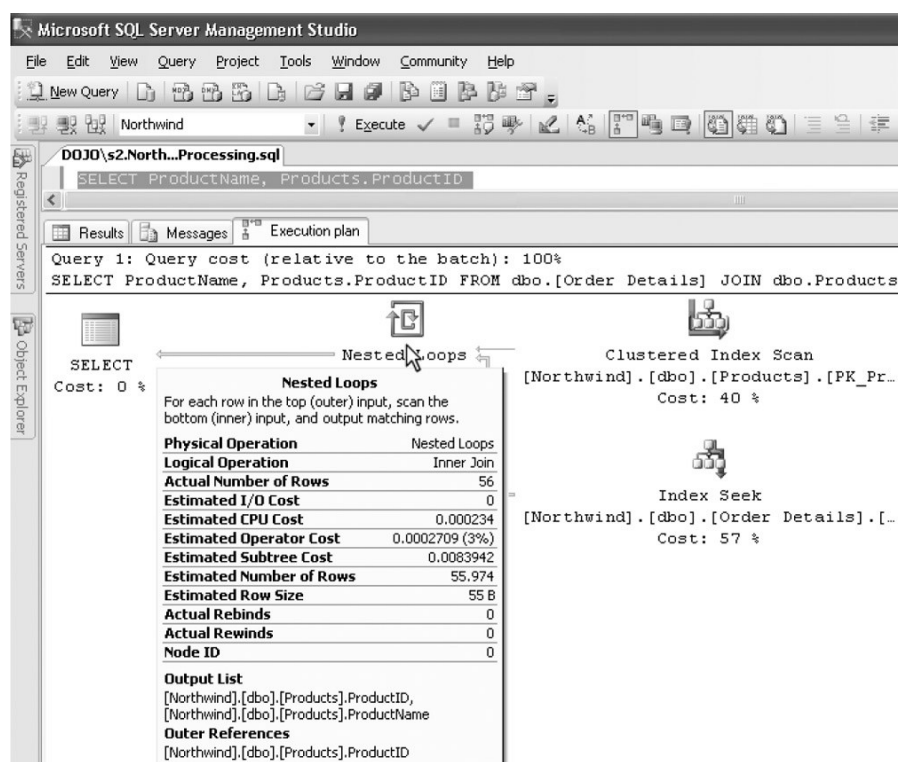 Microsoft SQL Server Management Studio
File Edit View Query Project Tools Window Community Help
New Query
Northwind Execute
DOJO\s2.North...Processing.sql
SELECT ProductName, Products.ProductID
Registered Servers
Object Explorer
Results Messages Execution plan
Query 1: Query cost (relative to the batch): 100%
SELECT ProductName, Products.ProductID FROM dbo.[Order Details] JOIN dbo.Products
SELECT
Cost: 0 %
Nested Loops
Clustered Index Scan
[Northwind].[dbo].[Products].[PK_Pr…
Cost: 40 %
Index Seek
[Northwind].[dbo].[Order Details].[…
Cost: 57 %
Nested Loops
For each row in the top (outer) input, scan the
bottom (inner) input, and output matching rows.
Physical Operation Nested Loops
Logical Operation Inner Join
Actual Number of Rows 56
Estimated I/O Cost 0
Estimated CPU Cost 0.000234
Estimated Operator Cost 0.0002709 (3%)
Estimated Subtree Cost 0.0083942
Estimated Number of Rows 55.974
Estimated Row Size 55 B
Actual Rebinds 0
Actual Rewinds 0
Node ID 0
Output List
[Northwind].[dbo].[Products].ProductID,
[Northwind].[dbo].[Products].ProductName
Outer References
[Northwind].[dbo].[Products].ProductID